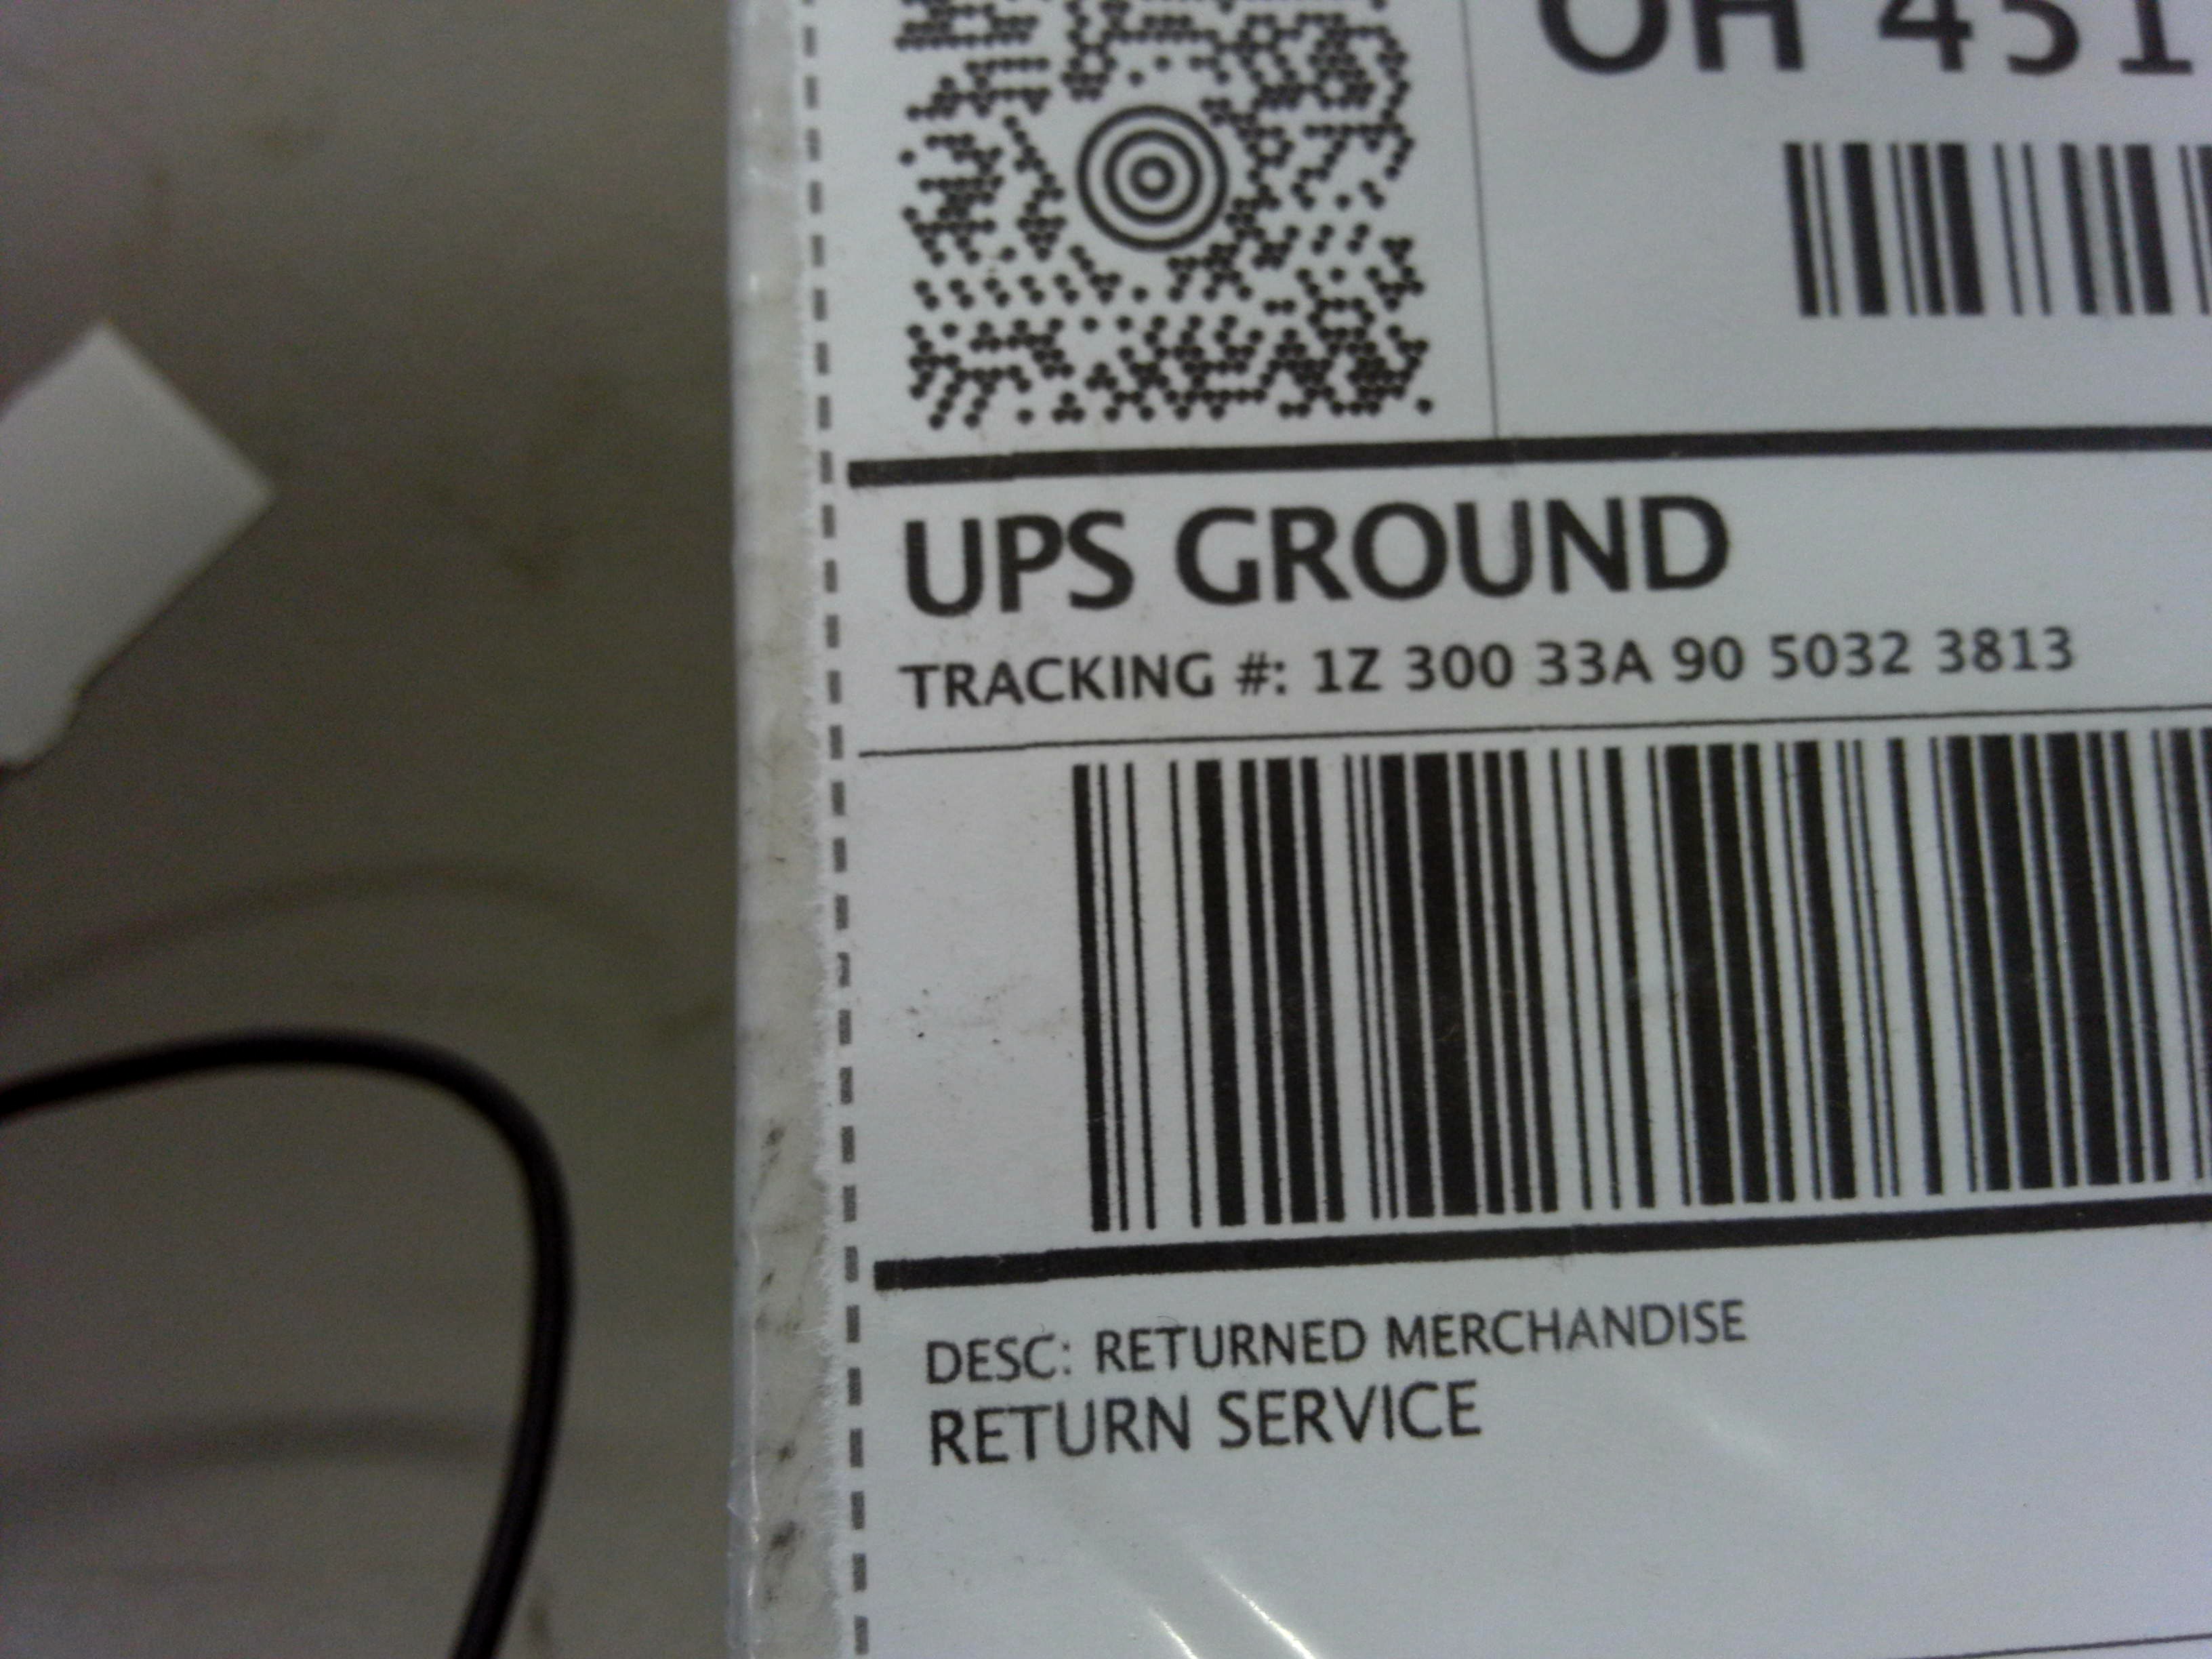 OH 451
UPS GROUND
TRACKING #: 1Z 300 33A 90 5032 3813
DESC: RETURNED MERCHANDISE
RETURN SERVICE